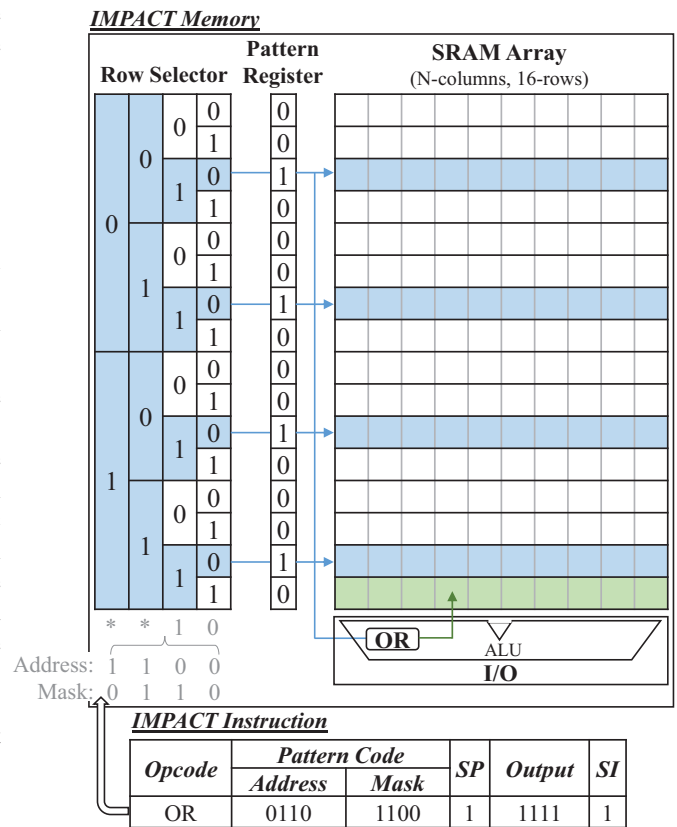 IMPACT Memory
Pattern
SRAM Array
Row Selector Register
(N-columns, 16-rows)
0 0 0 0 0
1 0
1 0 1
1 0
1 0 0 0
1 0
1 0 1
1 0
1 0 0 0 0
1 0
1 0 1
1 0
1 0 0 0
1 0
1 0 1
1 0
* * 1 0
OR
ALU
Address: 1 1 0 0
I/O
Mask: 0 1 1 0
IMPACT Instruction
Opcode Pattern Code SP Output SI
Address Mask
OR 0110 1100 1 1111 1